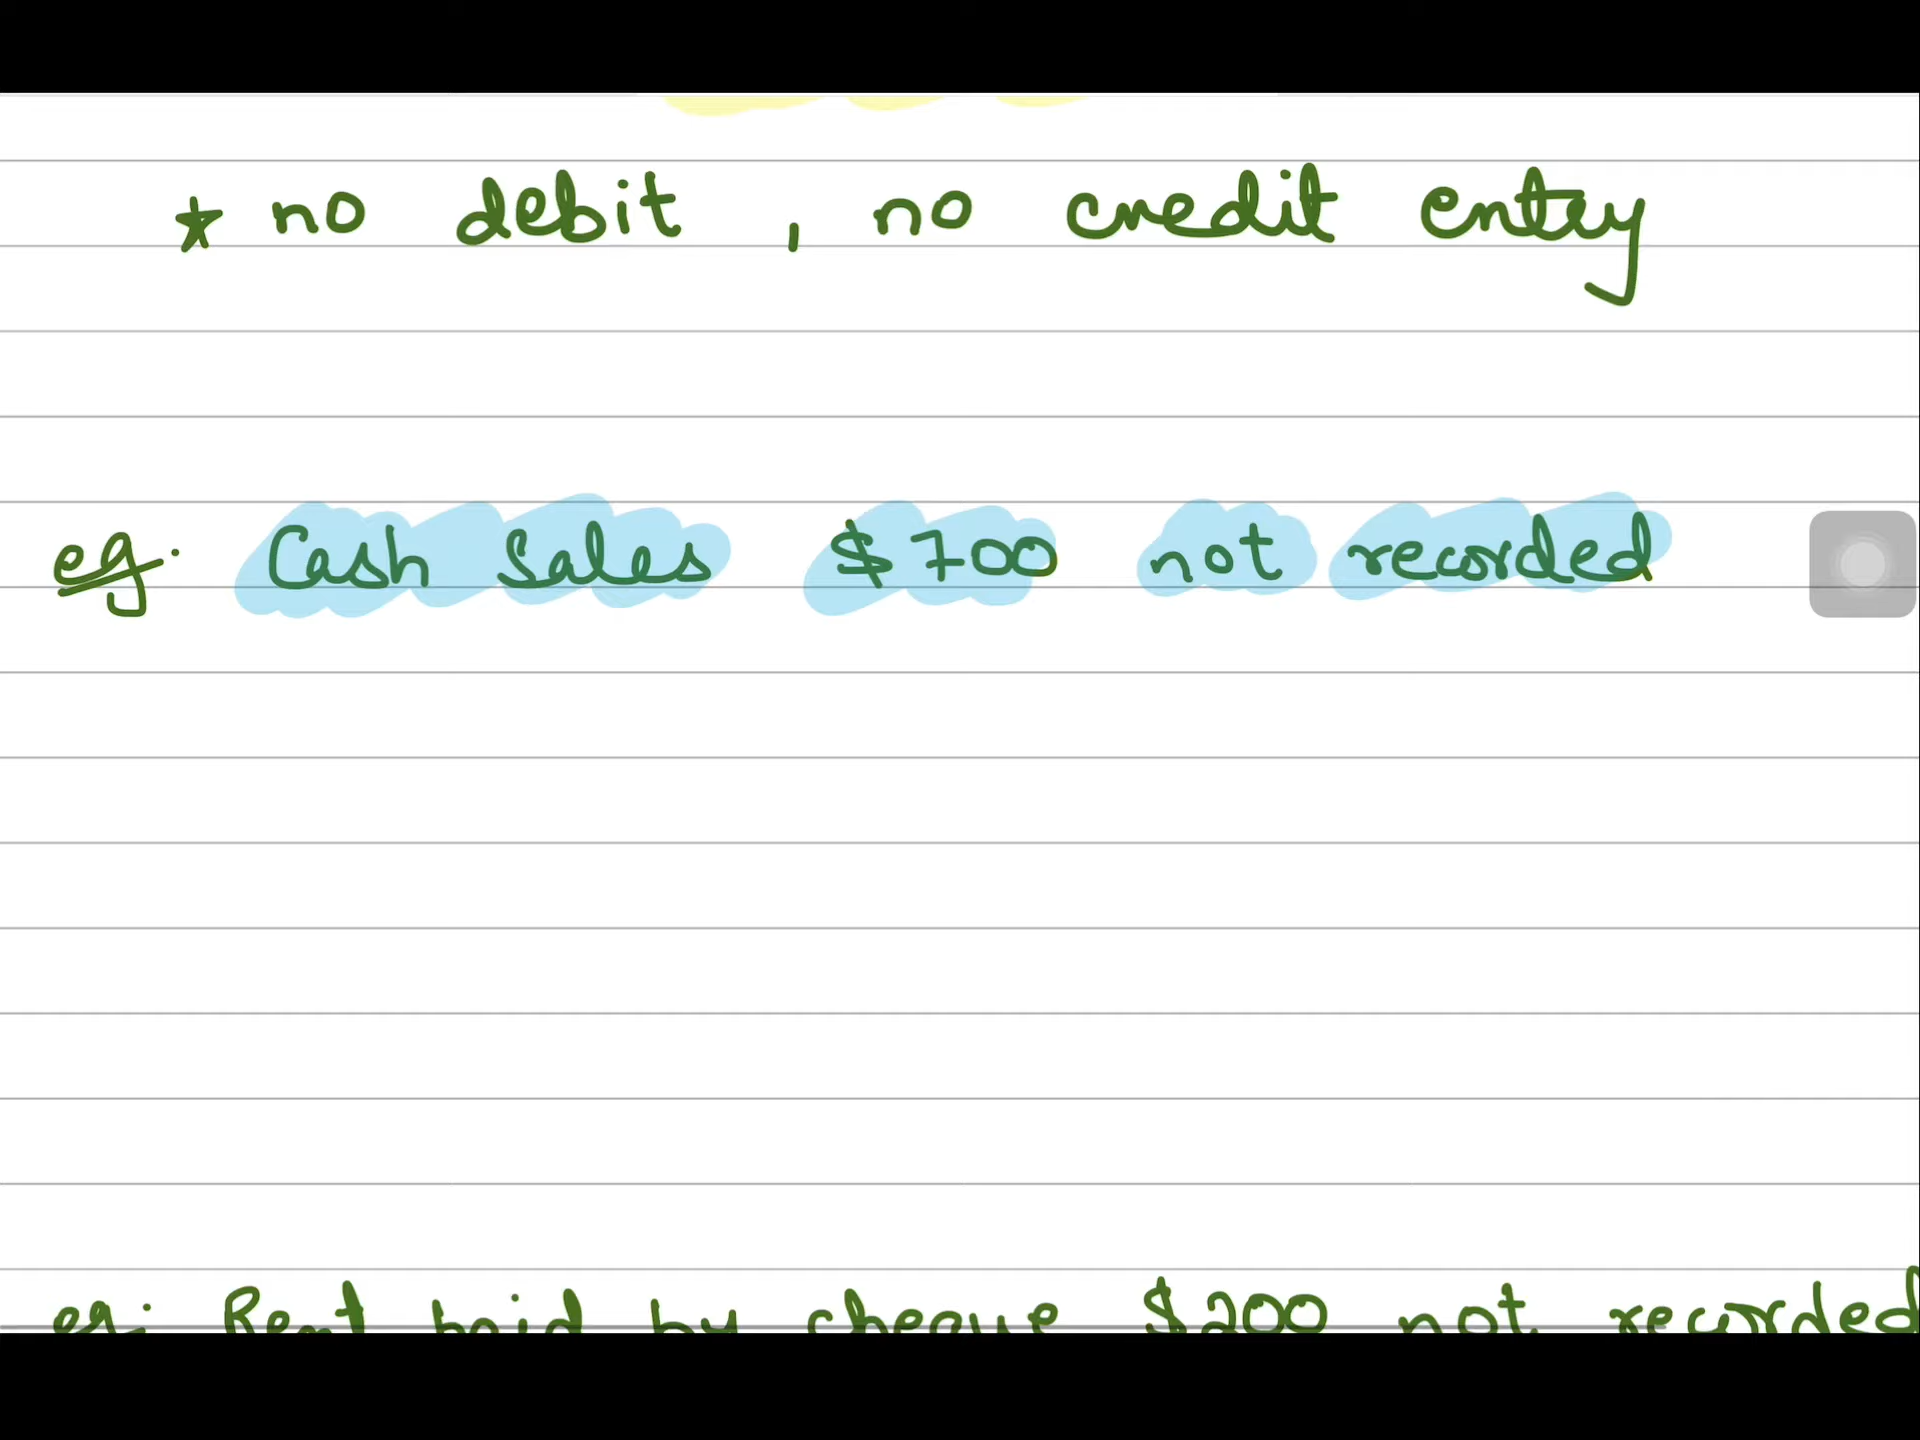 * no debit , no credit entry
eg. Cash Sales $700 not recorded
eg. Rent paid by cheque $200 not recorded